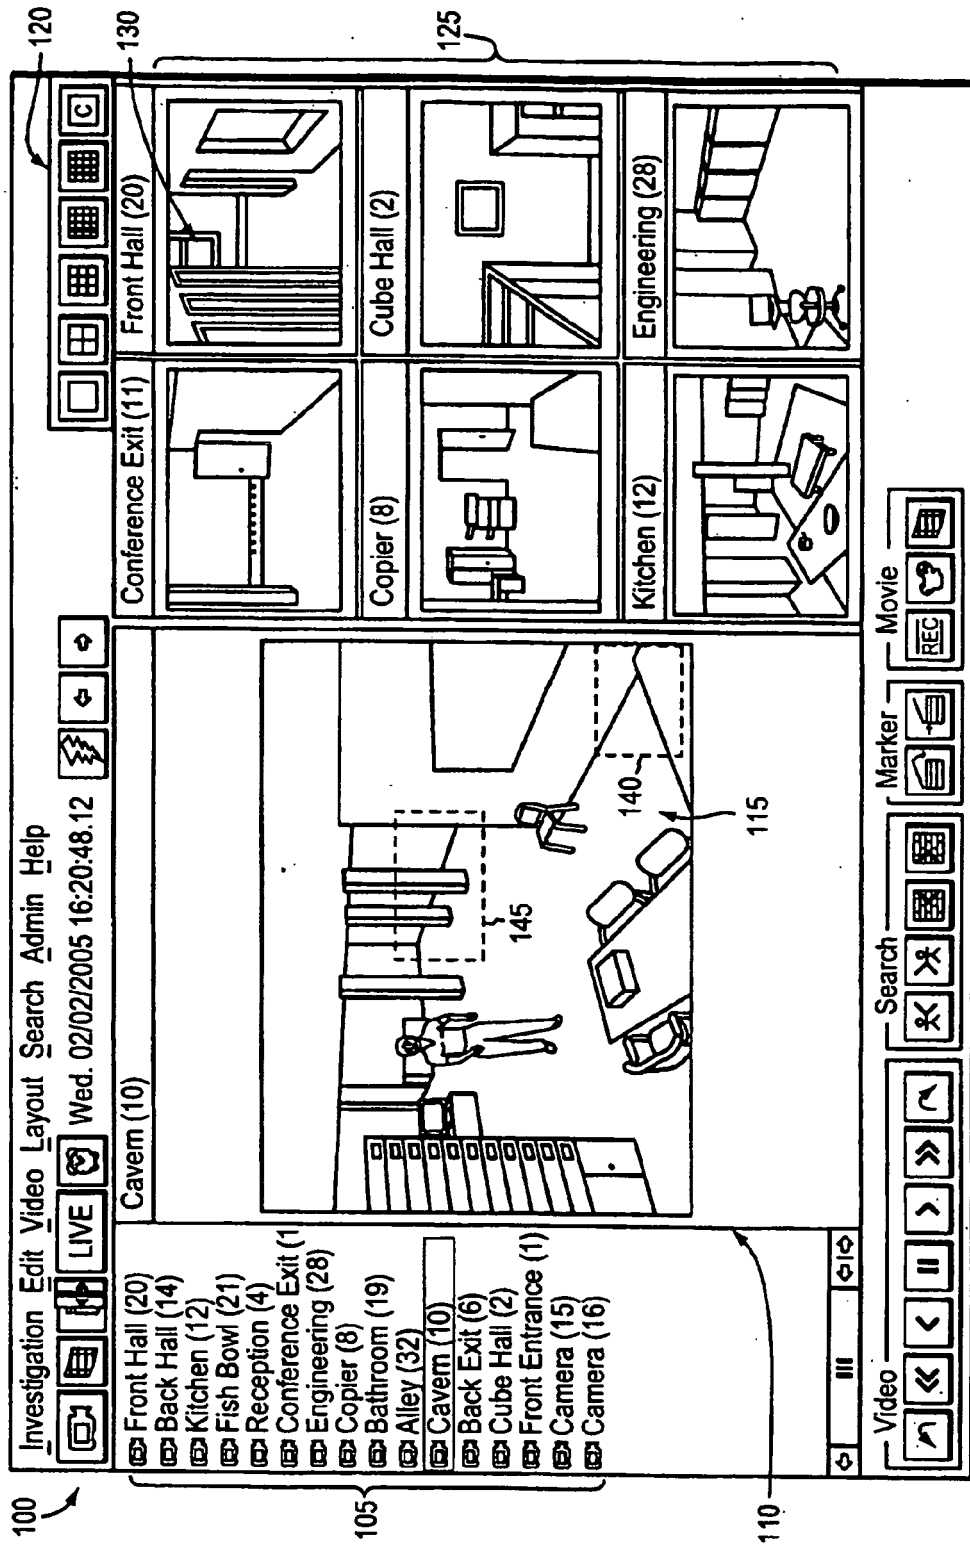 100
120
Investigation Edit Video Layout Search Admin Help
LIVE
Wed. 02/02/2005 16:20:48.12
C
130
105
Front Hall (20)
Back Hall (14)
Kitchen (12)
Fish Bowl (21)
Reception (4)
Conference Exit (1
Engineering (28)
Copier (8)
Bathroom (19)
Alley (32)
Cavern (10)
Back Exit (6)
Cube Hall (2)
Front Entrance (1)
Camera (15)
Camera (16)
110
Cavern (10)
145
140
115
Conference Exit (11)
Front Hall (20)
125
Copier (8)
Cube Hall (2)
Kitchen (12)
Engineering (28)
Video
Search
Marker
Movie
REC